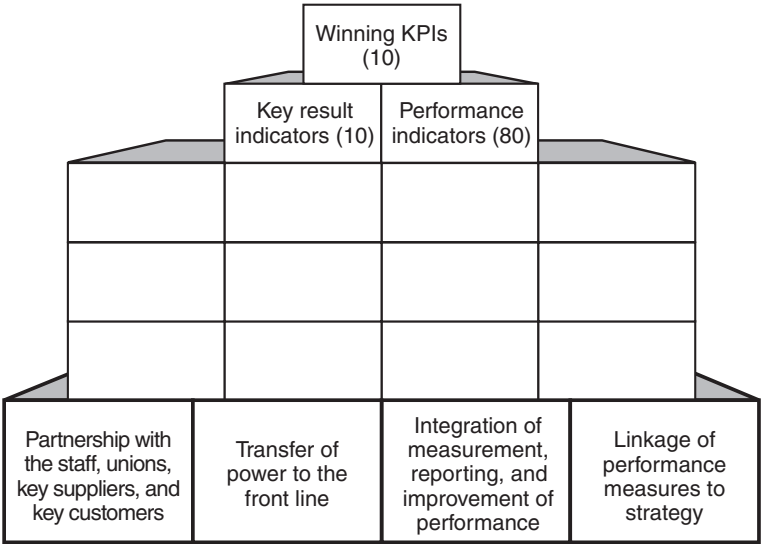 Winning KPIs
(10)
Key result
indicators (10)
Performance
indicators (80)
Partnership with
the staff, unions,
key suppliers, and
key customers
Transfer of
power to the
front line
Integration of
measurement,
reporting, and
improvement of
performance
Linkage of
performance
measures to
strategy